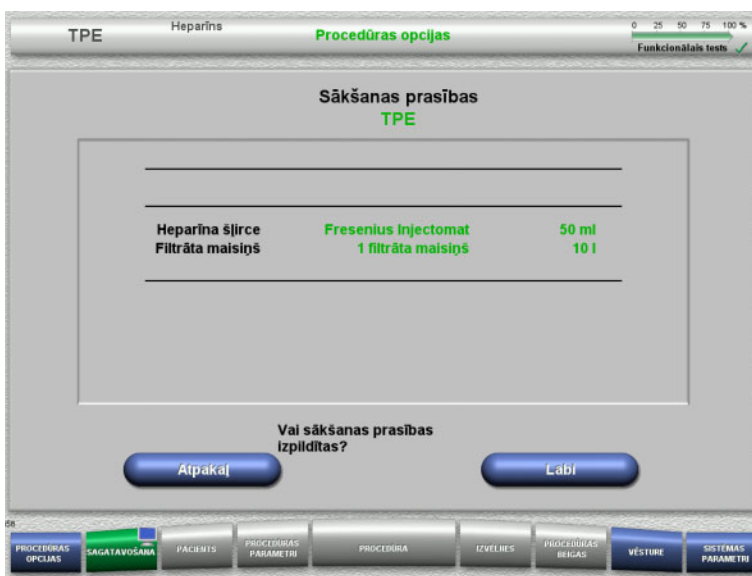 TPE
Heparīns
Procedūras opcijas
0 25 50 75 100 %
Funkcionālais tests
Sākšanas prasības
TPE
Heparīna šļirce Fresenius Injectomat 50 ml
Filtrāta maisiņš 1 filtrāta maisiņš 10 l
Vai sākšanas prasības
izpildītas?
Atpakaļ
Labi
58
PROCEDŪRAS
OPCIJAS
SAGATAVOŠANA
PACIENTS
PROCEDŪRAS
PARAMETRI
PROCEDŪRA
IZVĒLNES
PROCEDŪRAS
BEIGAS
VĒSTURE
SISTĒMAS
PARAMETRI